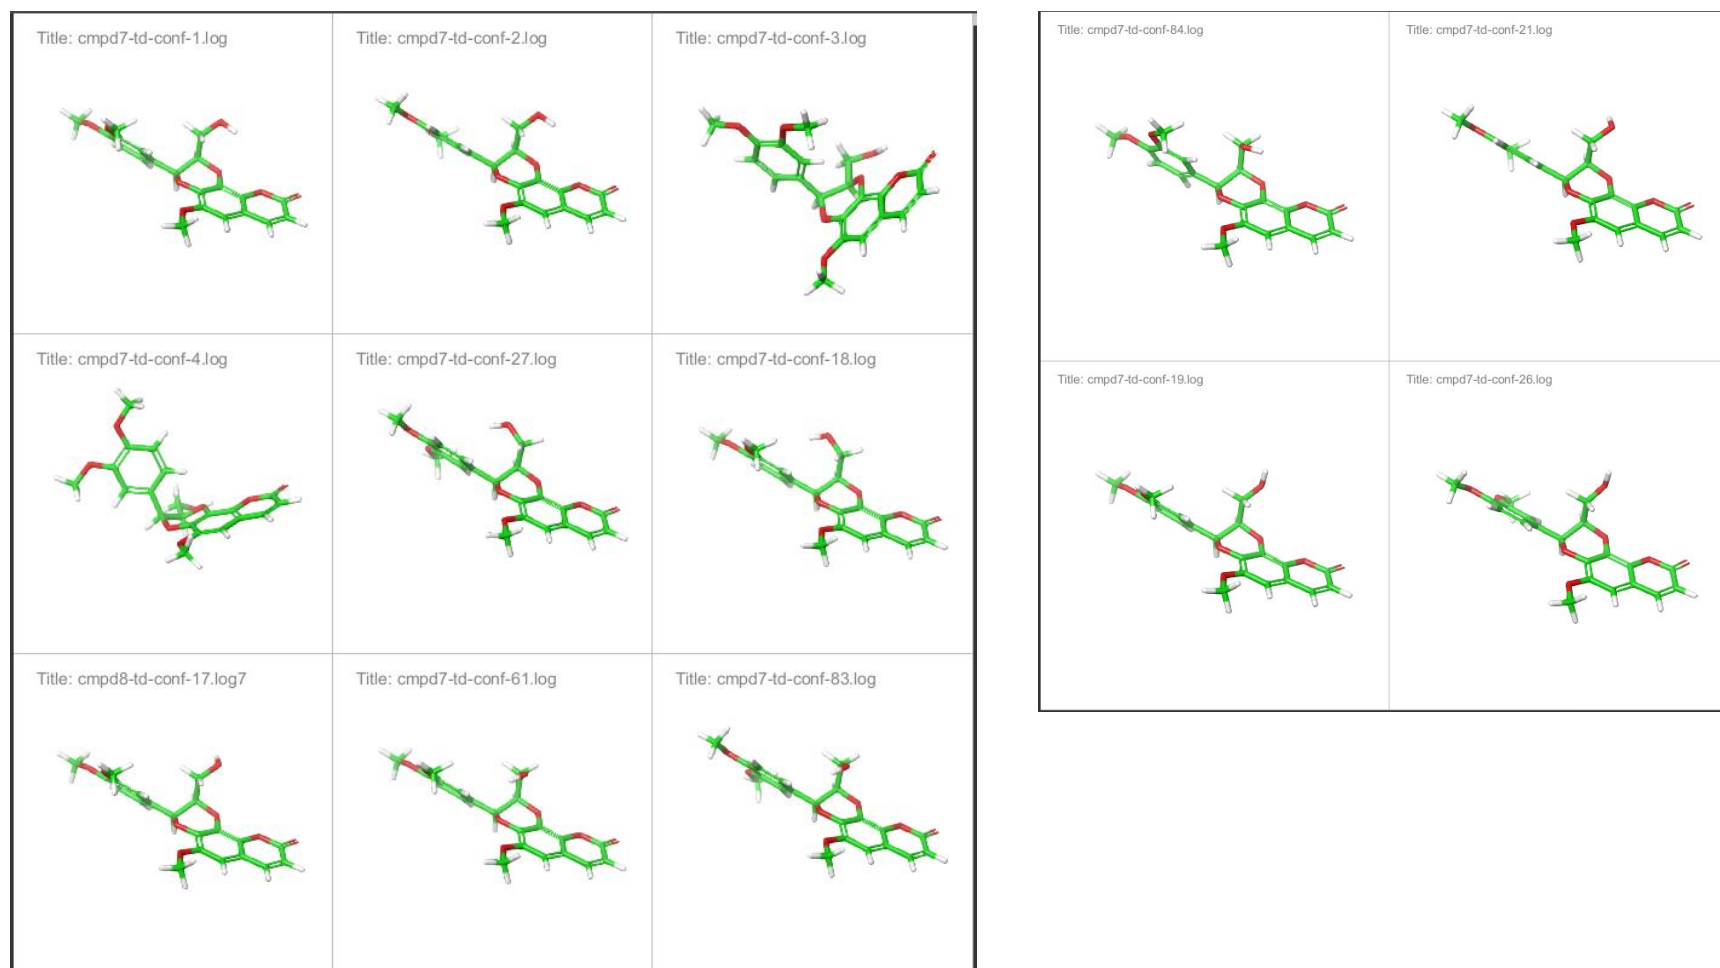 Title: cmpd7-td-conf-1.log
Title: cmpd7-td-conf-2.log
Title: cmpd7-td-conf-3.log
Title: cmpd7-td-conf-4.log
Title: cmpd7-td-conf-27.log
Title: cmpd7-td-conf-18.log
Title: cmpd8-td-conf-17.log7
Title: cmpd7-td-conf-61.log
Title: cmpd7-td-conf-83.log
Title: cmpd7-td-conf-84.log
Title: cmpd7-td-conf-21.log
Title: cmpd7-td-conf-19.log
Title: cmpd7-td-conf-26.log